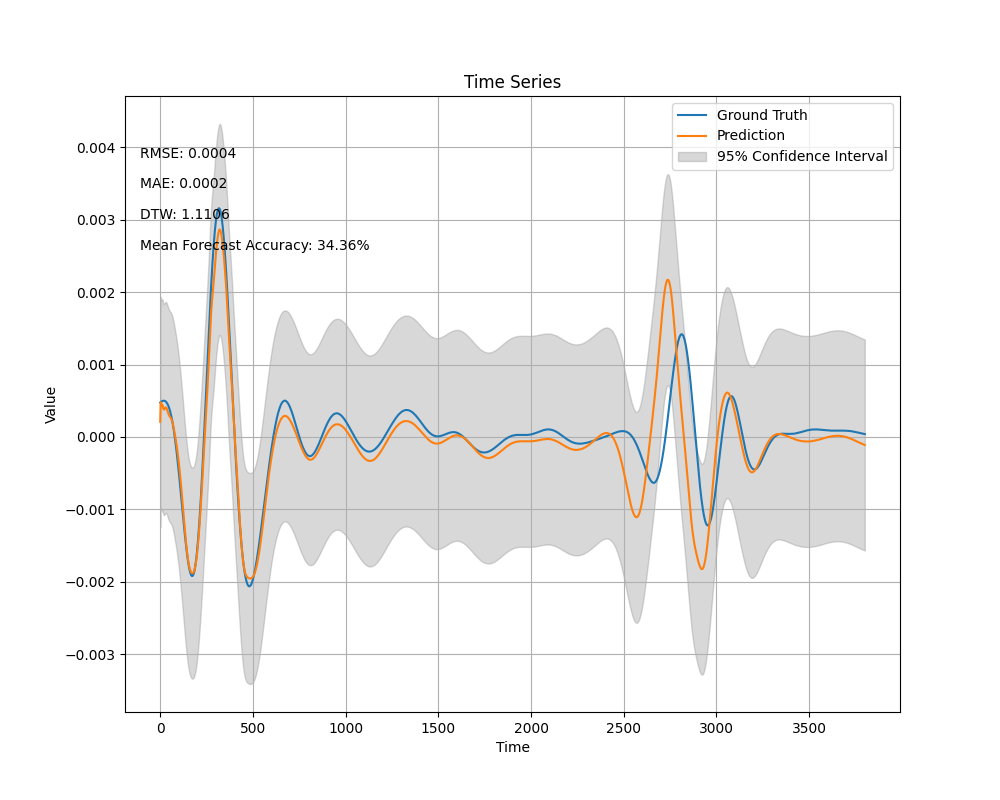 Time Series
Ground Truth
Prediction
95% Confidence Interval
RMSE: 0.0004
MAE: 0.0002
DTW: 1.1106
Mean Forecast Accuracy: 34.36%
Value
0.004
0.003
0.002
0.001
0.000
−0.001
−0.002
−0.003
0 500 1000 1500 2000 2500 3000 3500
Time